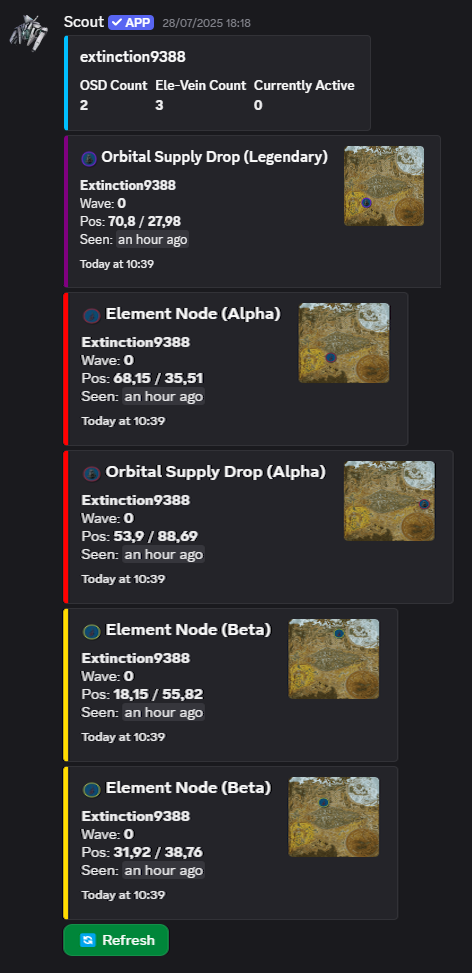 Scout ✓ APP 28/07/2025 18:18
extinction9388
OSD Count Ele-Vein Count Currently Active
2 3 0
Orbital Supply Drop (Legendary)
Extinction9388
Wave: 0
Pos: 70,8 / 27,98
Seen: an hour ago
Today at 10:39
Element Node (Alpha)
Extinction9388
Wave: 0
Pos: 68,15 / 35,51
Seen: an hour ago
Today at 10:39
Orbital Supply Drop (Alpha)
Extinction9388
Wave: 0
Pos: 53,9 / 88,69
Seen: an hour ago
Today at 10:39
Element Node (Beta)
Extinction9388
Wave: 0
Pos: 18,15 / 55,82
Seen: an hour ago
Today at 10:39
Element Node (Beta)
Extinction9388
Wave: 0
Pos: 31,92 / 38,76
Seen: an hour ago
Today at 10:39
Refresh